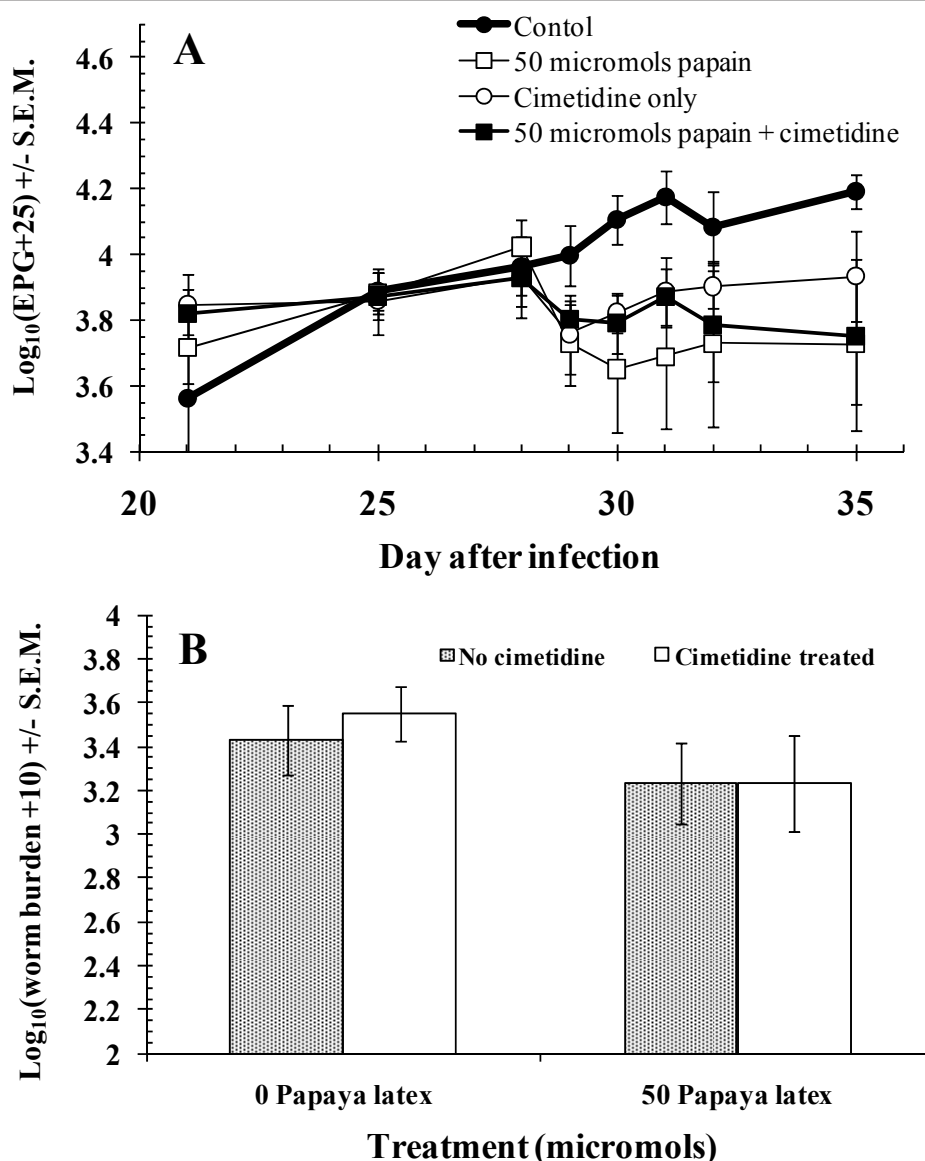 A
Contol
50 micromols papain
Cimetidine only
50 micromols papain + cimetidine
Log₁₀(EPG+25) +/- S.E.M.
4.6
4.4
4.2
4
3.8
3.6
3.4
20 25 30 35
Day after infection
B
No cimetidine Cimetidine treated
Log₁₀(worm burden +10) +/- S.E.M.
4
3.8
3.6
3.4
3.2
3
2.8
2.6
2.4
2.2
2
0 Papaya latex 50 Papaya latex
Treatment (micromols)